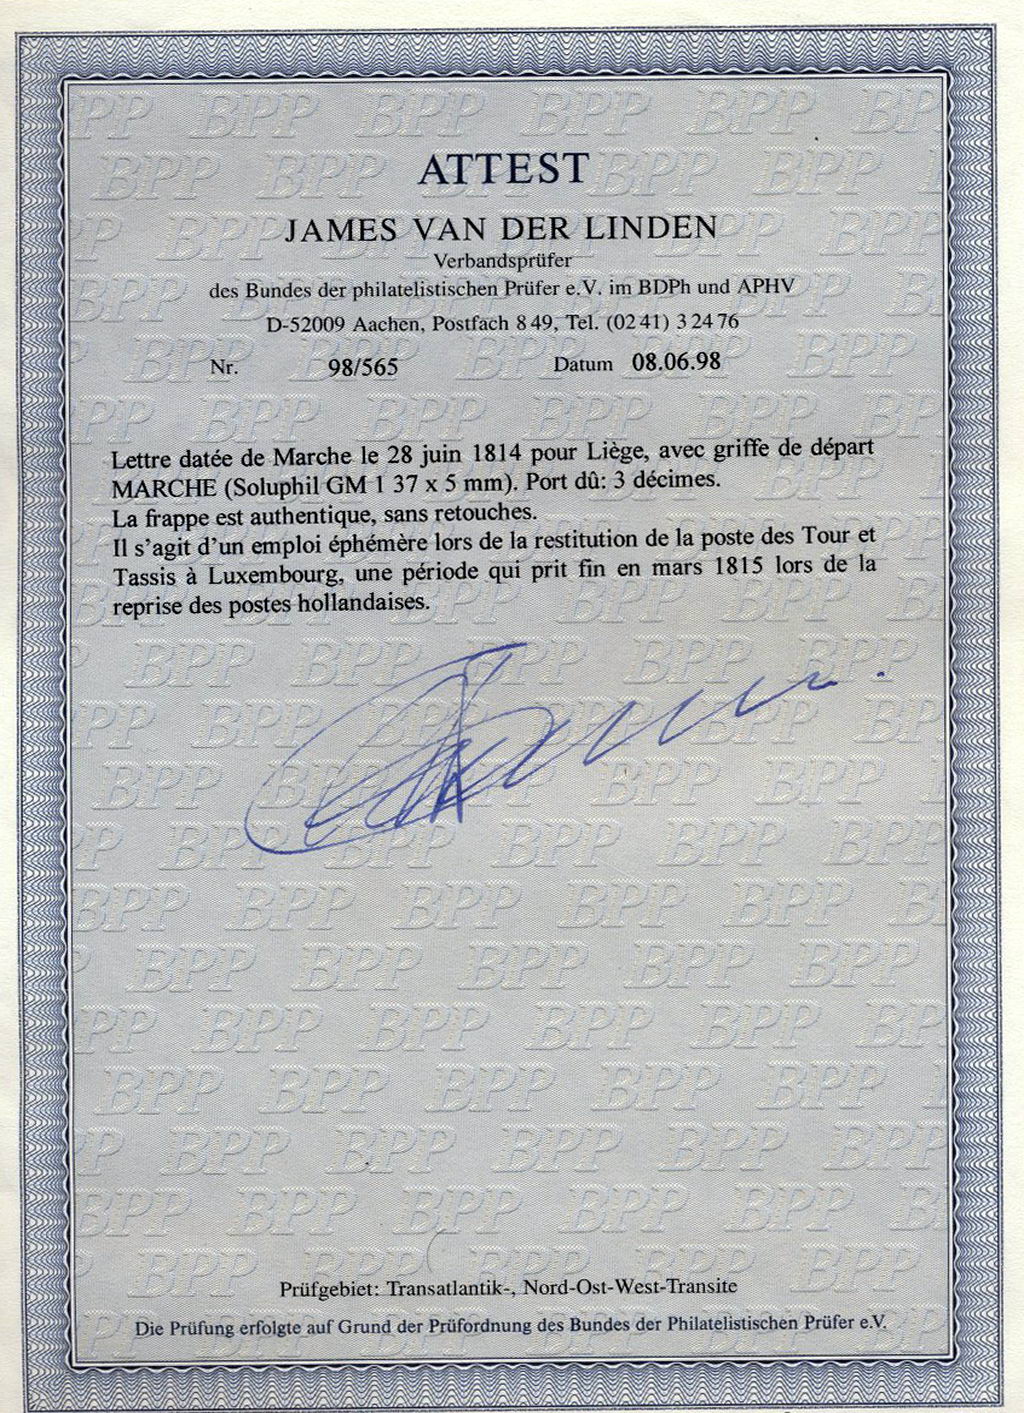 ATTEST
JAMES VAN DER LINDEN
Verbandsprüfer
des Bundes der philatelistischen Prüfer e.V. im BDPh und APHV
D-52009 Aachen, Postfach 8 49, Tel. (02 41) 3 24 76
Nr. 98/565 Datum 08.06.98
Lettre datée de Marche le 28 juin 1814 pour Liège, avec griffe de départ
MARCHE (Soluphil GM 1 37 x 5 mm). Port dû: 3 décimes.
La frappe est authentique, sans retouches.
Il s'agit d'un emploi éphémère lors de la restitution de la poste des Tour et
Tassis à Luxembourg, une période qui prit fin en mars 1815 lors de la
reprise des postes hollandaises.
Prüfgebiet: Transatlantik-, Nord-Ost-West-Transite
Die Prüfung erfolgte auf Grund der Prüfordnung des Bundes der Philatelistischen Prüfer e.V.